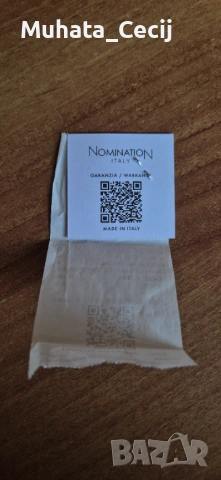 Muhata_Cecij
NOMINATION
ITALY
GARANZIA / WARRANTY
MADE IN ITALY
BAZAR